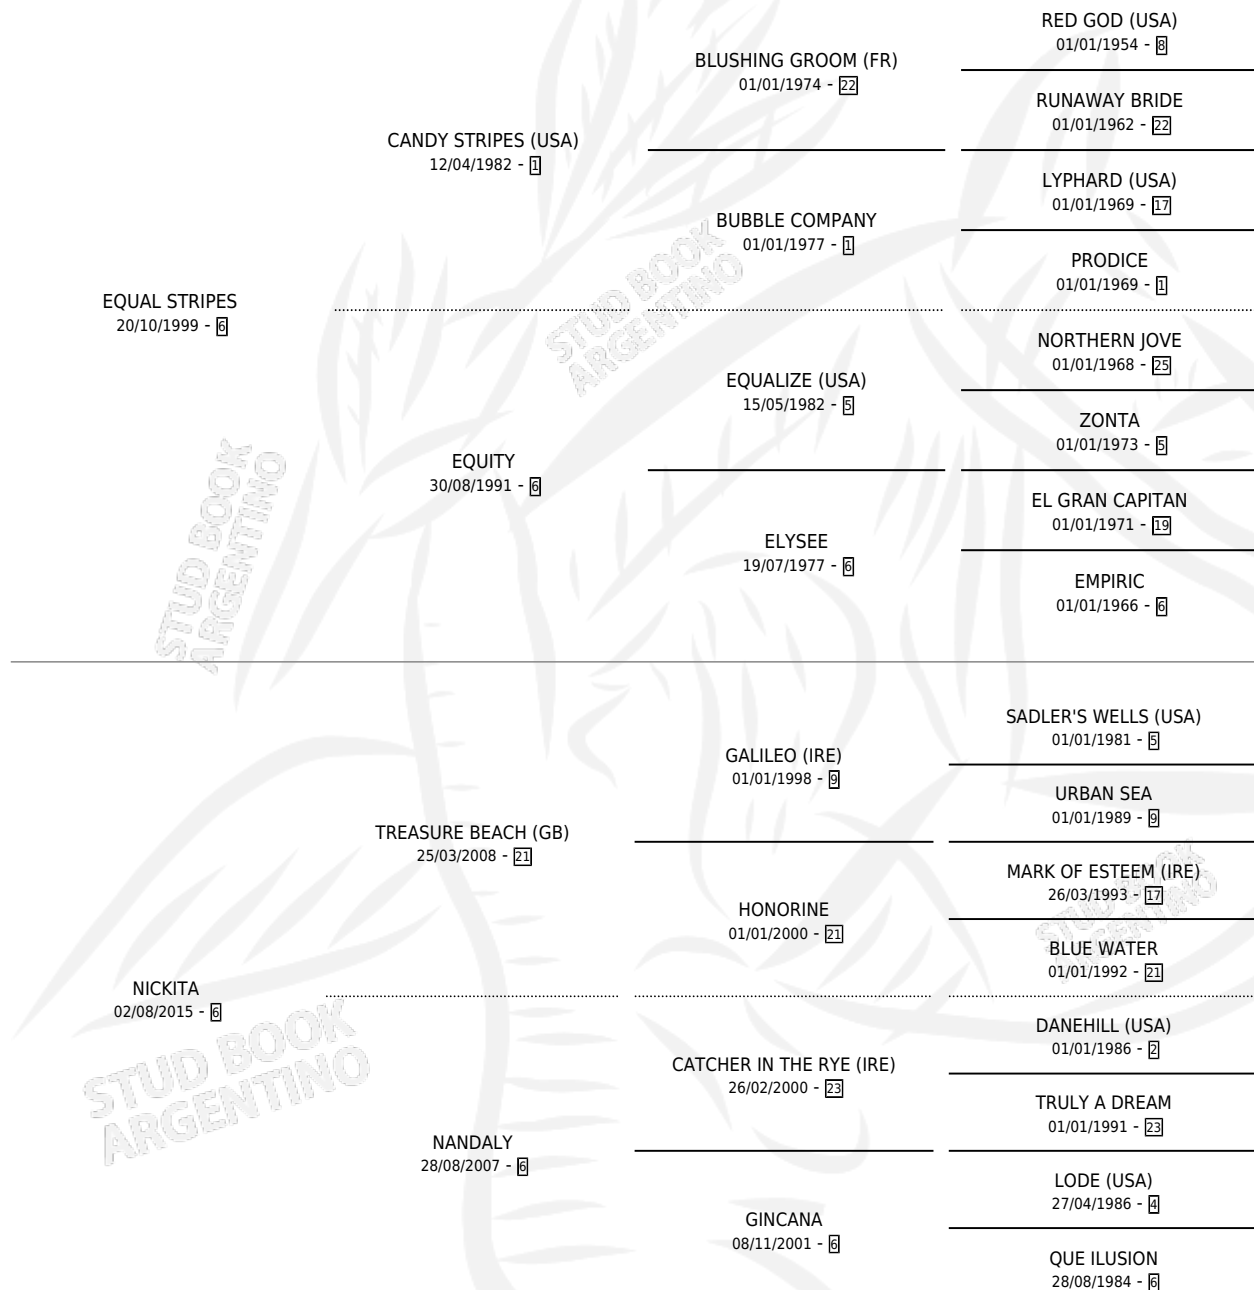 RED GOD (USA)
01/01/1954 - 8
BLUSHING GROOM (FR)
01/01/1974 - 22
RUNAWAY BRIDE
01/01/1962 - 22
CANDY STRIPES (USA)
12/04/1982 - 1
LYPHARD (USA)
01/01/1969 - 17
BUBBLE COMPANY
01/01/1977 - 1
PRODICE
01/01/1969 - 1
EQUAL STRIPES
20/10/1999 - 6
STUD BOOK
ARGENTINO
NORTHERN JOVE
01/01/1968 - 25
EQUALIZE (USA)
15/05/1982 - 5
ZONTA
01/01/1973 - 5
EQUITY
30/08/1991 - 6
EL GRAN CAPITAN
01/01/1971 - 19
ELYSEE
19/07/1977 - 6
EMPIRIC
01/01/1966 - 6
STUD BOOK
ARGENTINO
SADLER'S WELLS (USA)
01/01/1981 - 5
GALILEO (IRE)
01/01/1998 - 9
URBAN SEA
01/01/1989 - 9
TREASURE BEACH (GB)
25/03/2008 - 21
MARK OF ESTEEM (IRE)
26/03/1993 - 17
HONORINE
01/01/2000 - 21
STUD BOOK
ARGENTINO
BLUE WATER
01/01/1992 - 21
NICKITA
02/08/2015 - 6
STUD BOOK
ARGENTINO
DANEHILL (USA)
01/01/1986 - 2
CATCHER IN THE RYE (IRE)
26/02/2000 - 23
TRULY A DREAM
01/01/1991 - 23
NANDALY
28/08/2007 - 6
LODE (USA)
27/04/1986 - 4
GINCANA
08/11/2001 - 6
QUE ILUSION
28/08/1984 - 6